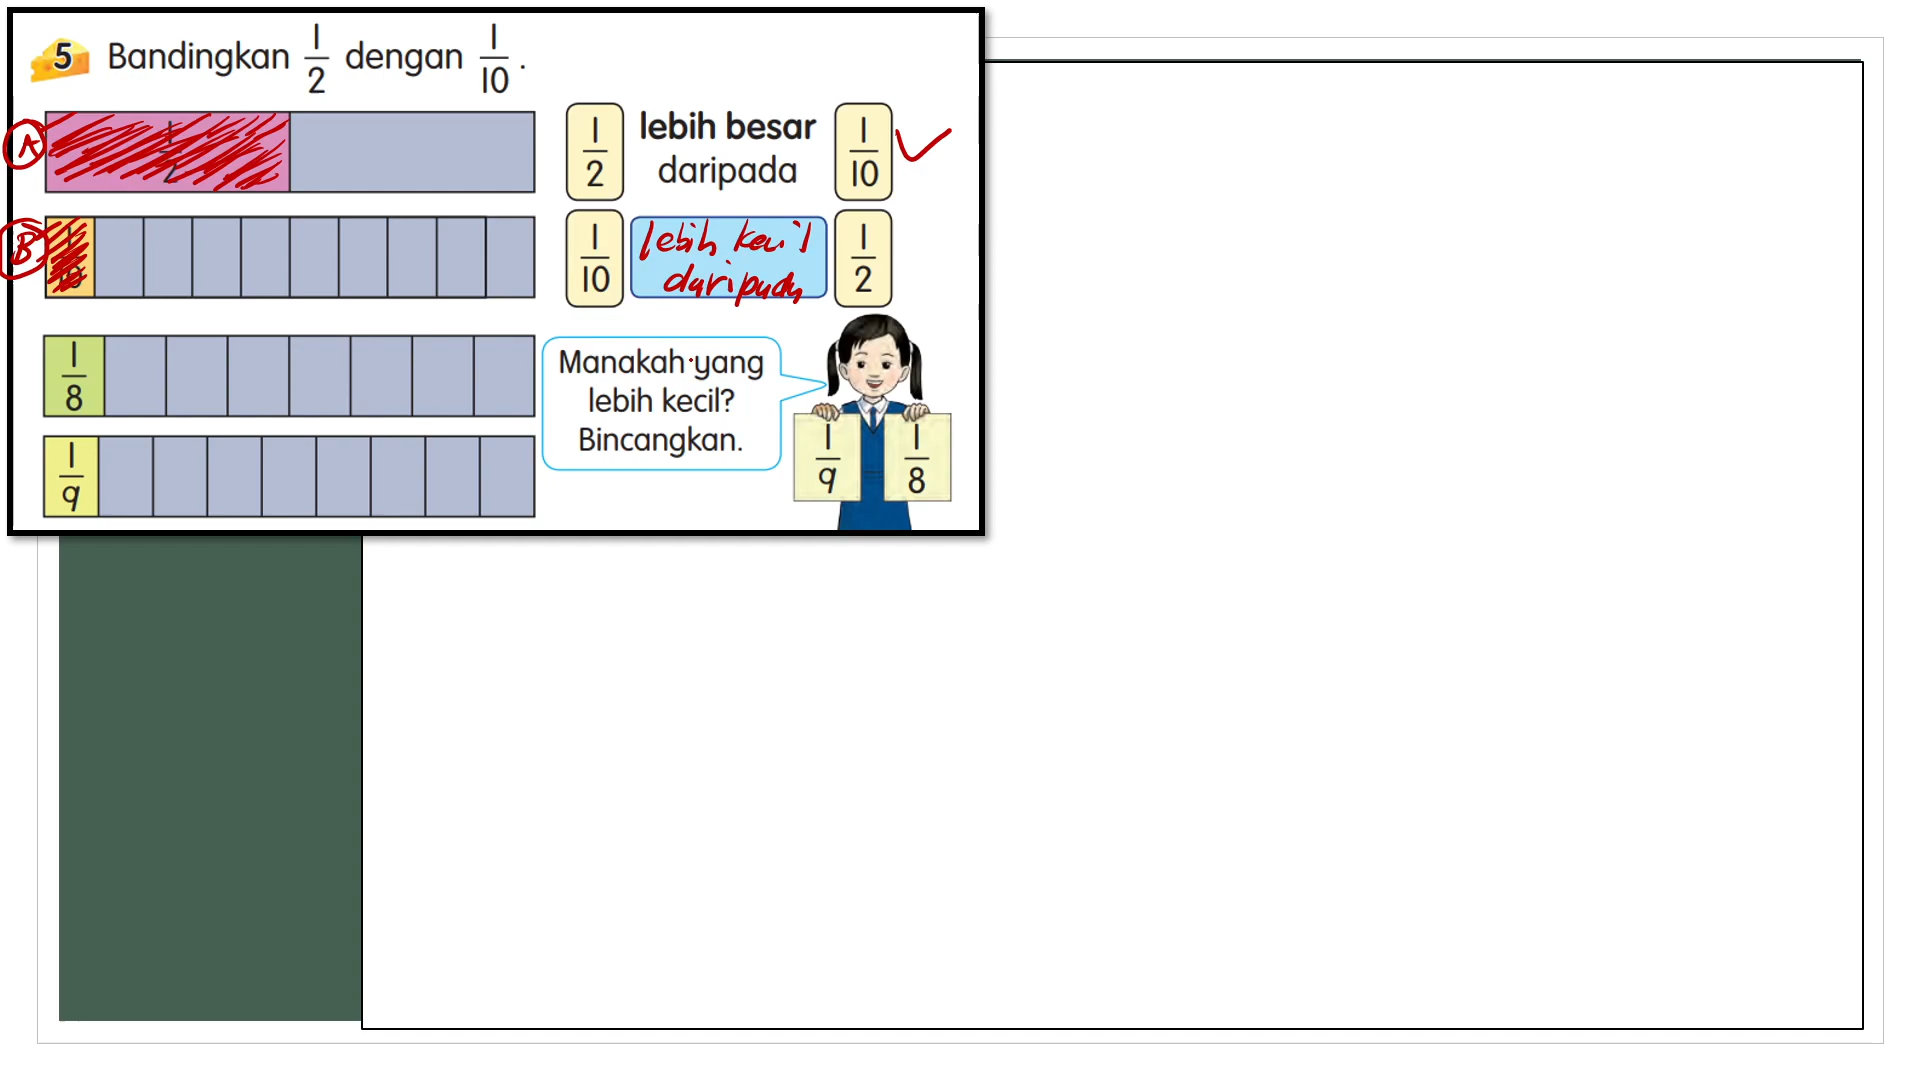 5 Bandingkan 1/2 dengan 1/10.
A
1/2
1/2 lebih besar daripada 1/10
B
1/10
1/10 lebih kecil daripada 1/2
1/8
1/9
Manakah yang
lebih kecil?
Bincangkan.
1/9 1/8